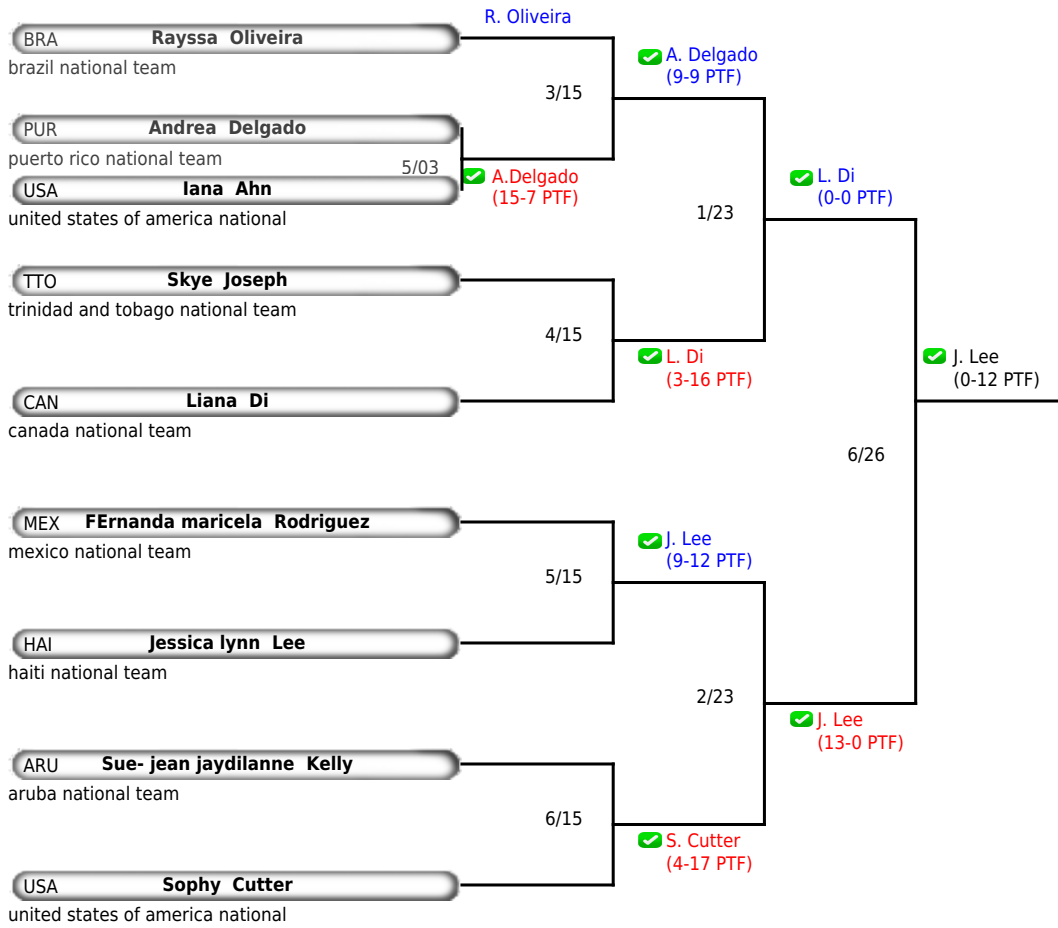 R. Oliveira
BRA Rayssa Oliveira
brazil national team
A. Delgado
(9-9 PTF)
3/15
PUR Andrea Delgado
puerto rico national team
5/03
A.Delgado
(15-7 PTF)
USA Iana Ahn
united states of america national
L. Di
(0-0 PTF)
1/23
TTO Skye Joseph
trinidad and tobago national team
4/15
L. Di
(3-16 PTF)
J. Lee
(0-12 PTF)
CAN Liana Di
canada national team
6/26
MEX FErnanda maricela Rodriguez
mexico national team
J. Lee
(9-12 PTF)
5/15
HAI Jessica lynn Lee
haiti national team
2/23
J. Lee
(13-0 PTF)
ARU Sue- jean jaydilanne Kelly
aruba national team
6/15
S. Cutter
(4-17 PTF)
USA Sophy Cutter
united states of america national